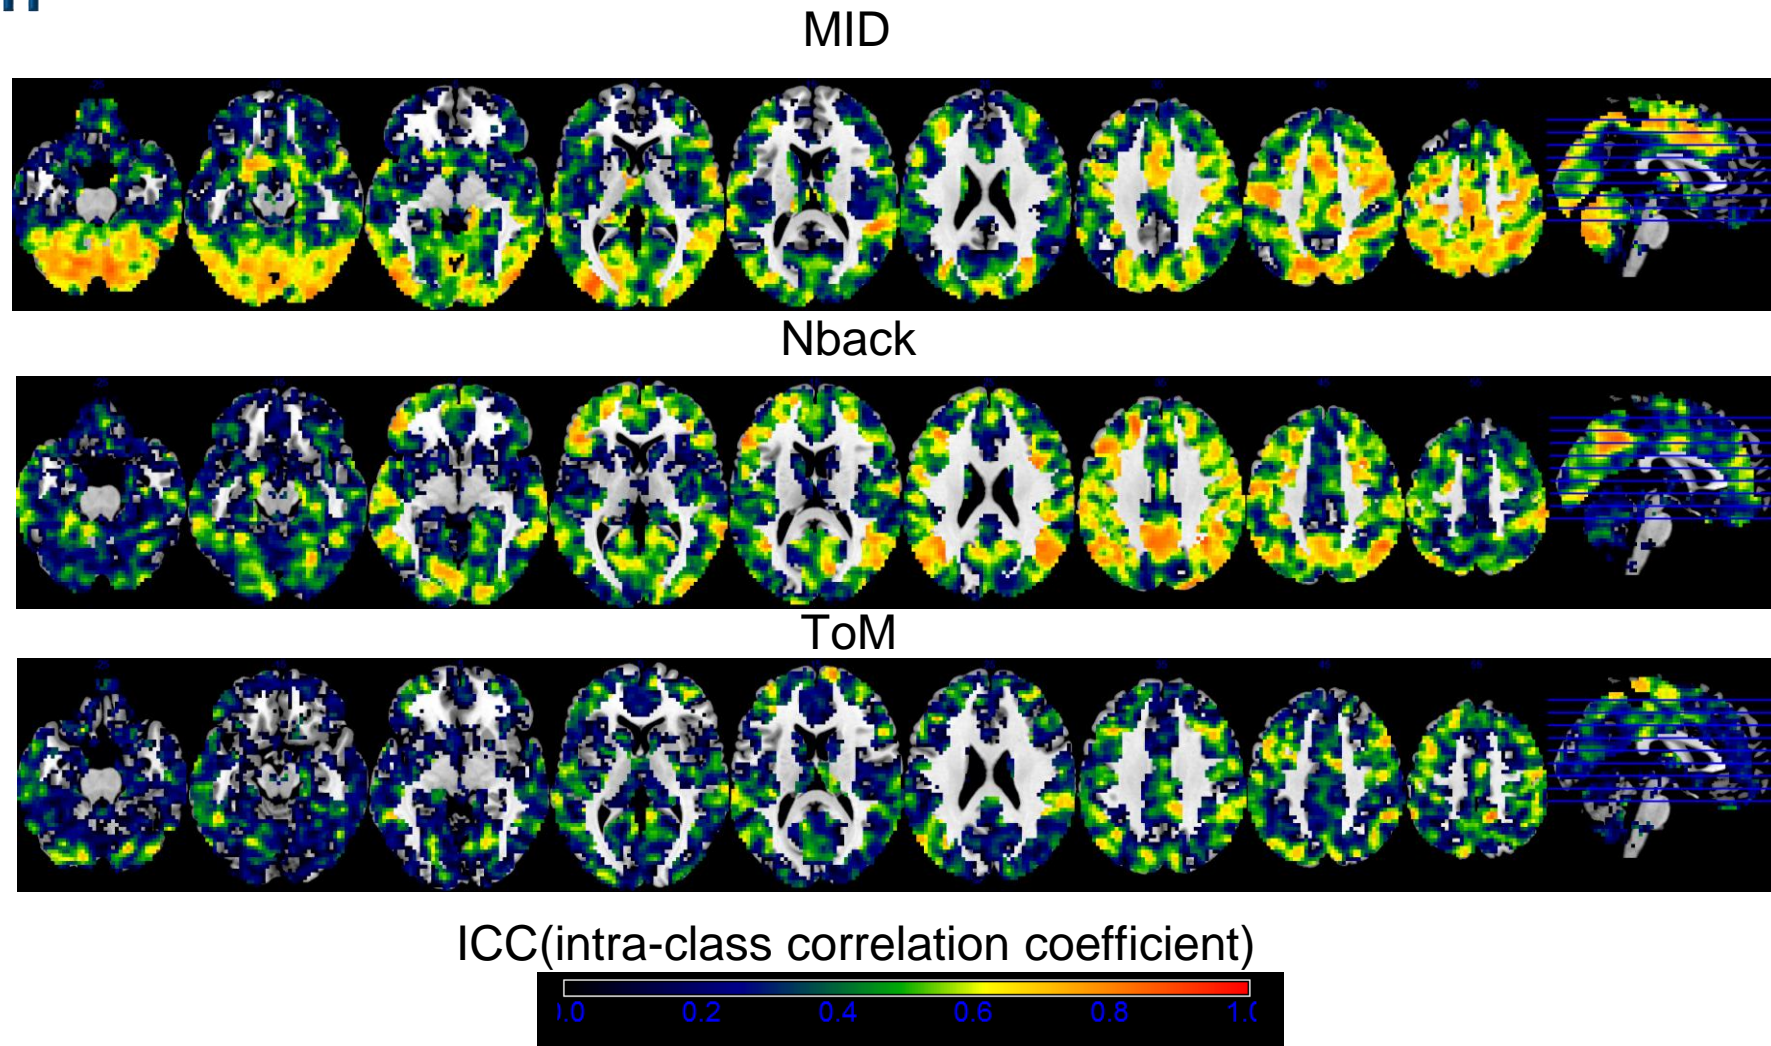 MID
Nback
ToM
ICC(intra-class correlation coefficient)
0.2 0.4 0.6 0.8